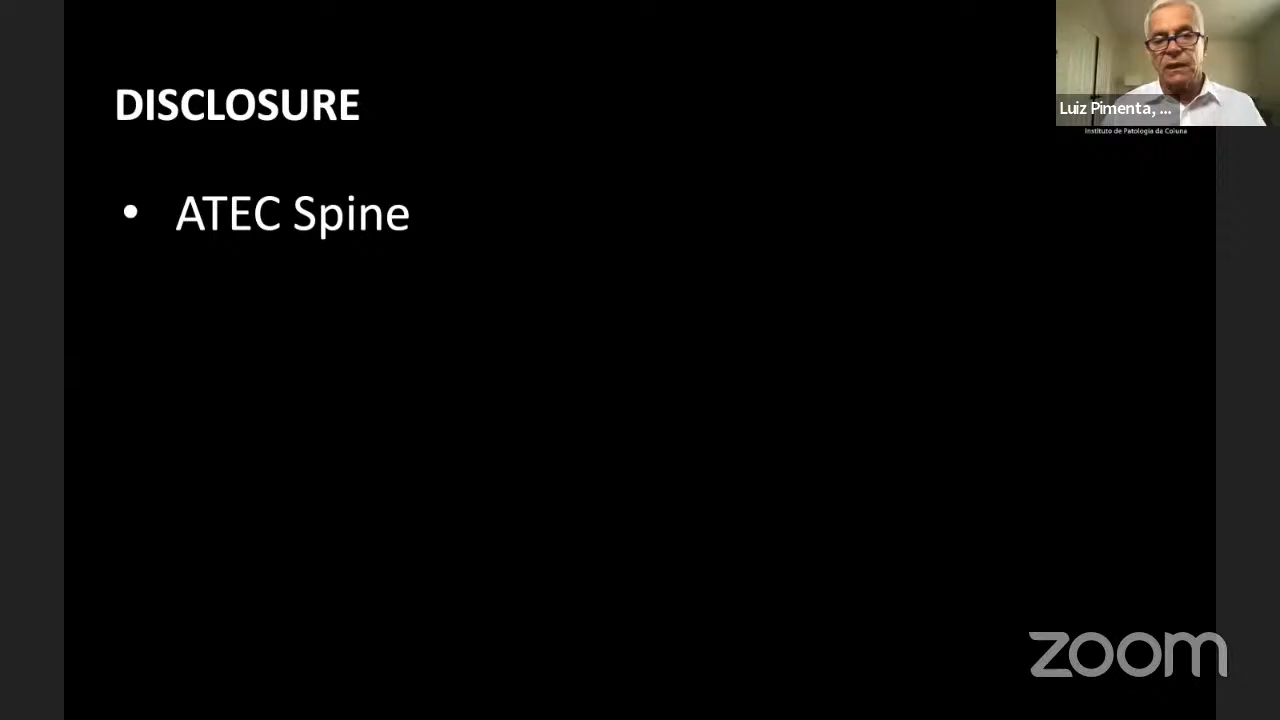 DISCLOSURE
• ATEC Spine
Luiz Pimenta, ...
Instituto de Patologia da Coluna
zoom